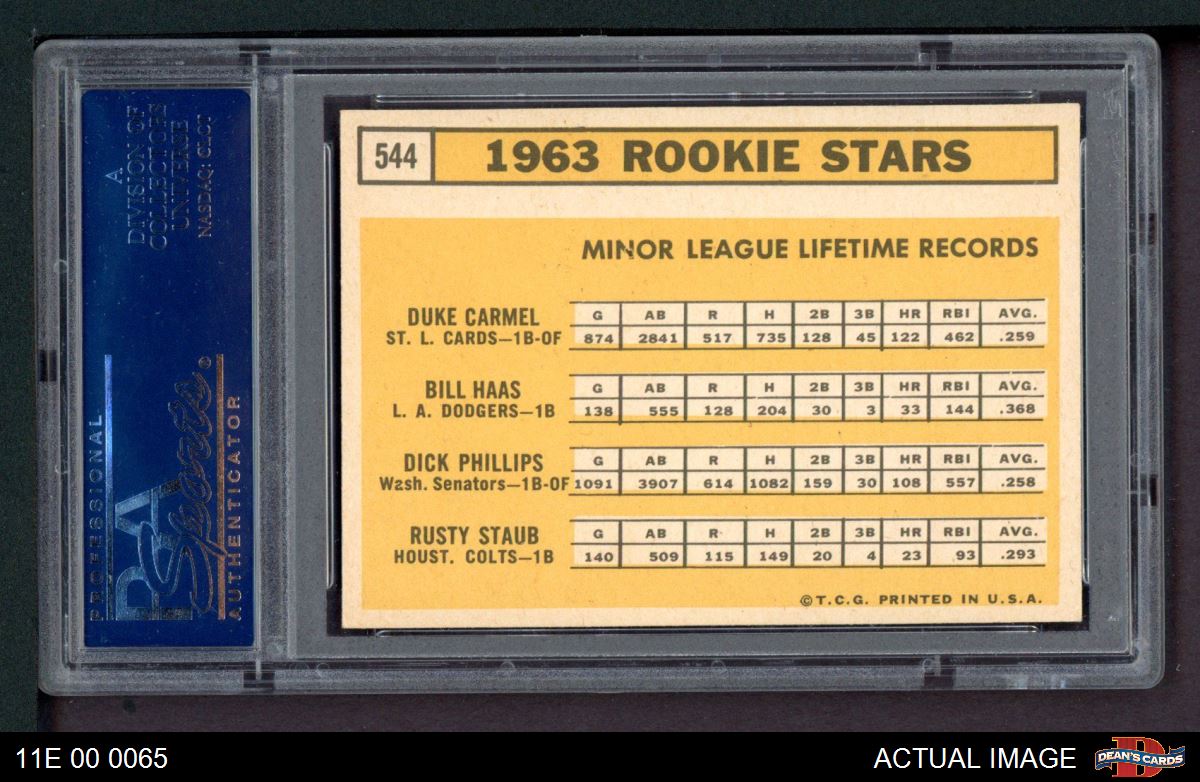 544 1963 ROOKIE STARS
MINOR LEAGUE LIFETIME RECORDS
DUKE CARMEL
ST. L. CARDS—1B-OF
G AB R H 2B 3B HR RBI AVG.
874 2841 517 735 128 45 122 462 .259
BILL HAAS
L. A. DODGERS—1B
G AB R H 2B 3B HR RBI AVG.
138 555 128 204 30 3 33 144 .368
DICK PHILLIPS
Wash. Senators—1B-OF
G AB R H 2B 3B HR RBI AVG.
1091 3907 614 1082 159 30 108 557 .258
RUSTY STAUB
HOUST. COLTS—1B
G AB R H 2B 3B HR RBI AVG.
140 509 115 149 20 4 23 93 .293
©T.C.G. PRINTED IN U.S.A.
A
DIVISION OF
COLLECTORS
UNIVERSE
NASDAQ: CLCT
PROFESSIONAL
PSA
Sports®
AUTHENTICATOR
11E 00 0065
ACTUAL IMAGE
D
DEAN'S CARDS